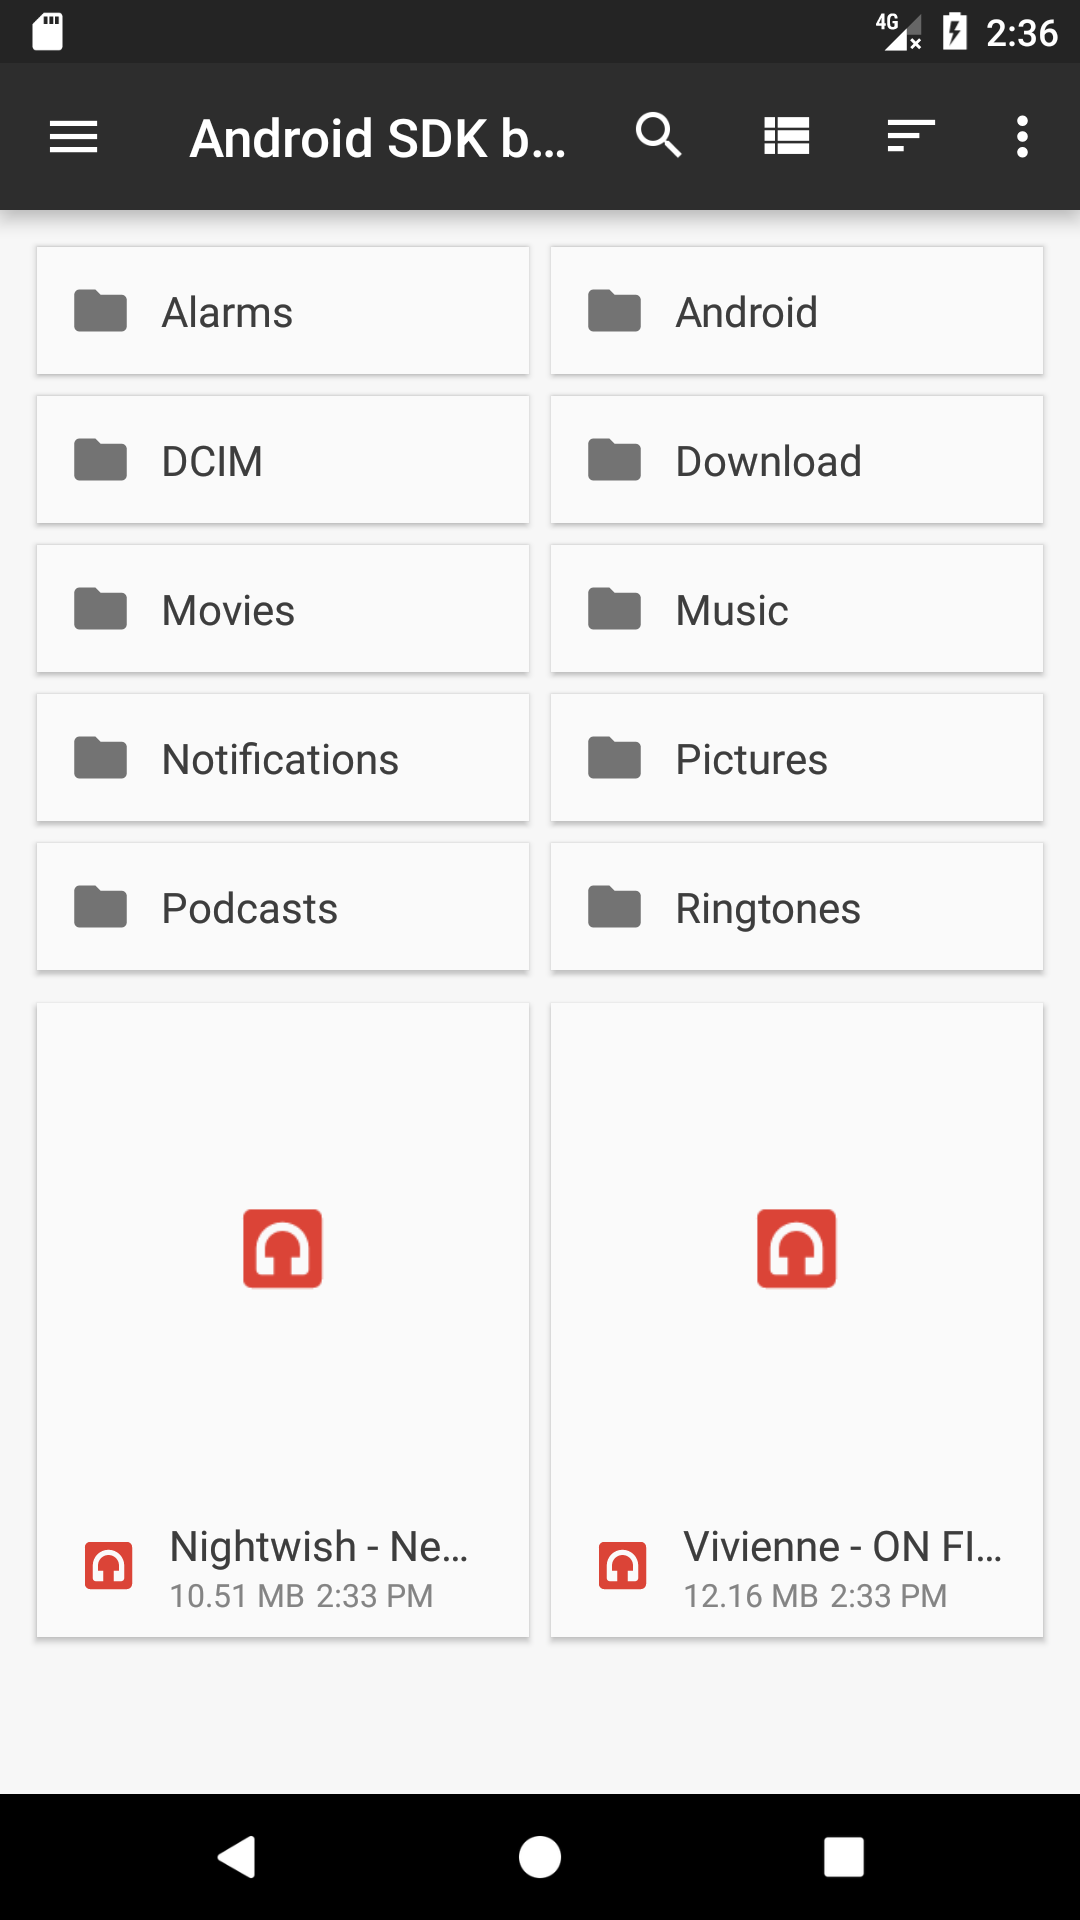 4G 2:36
Android SDK b...
Alarms Android
DCIM Download
Movies Music
Notifications Pictures
Podcasts Ringtones
Nightwish - Ne... Vivienne - ON FI...
10.51 MB 2:33 PM 12.16 MB 2:33 PM